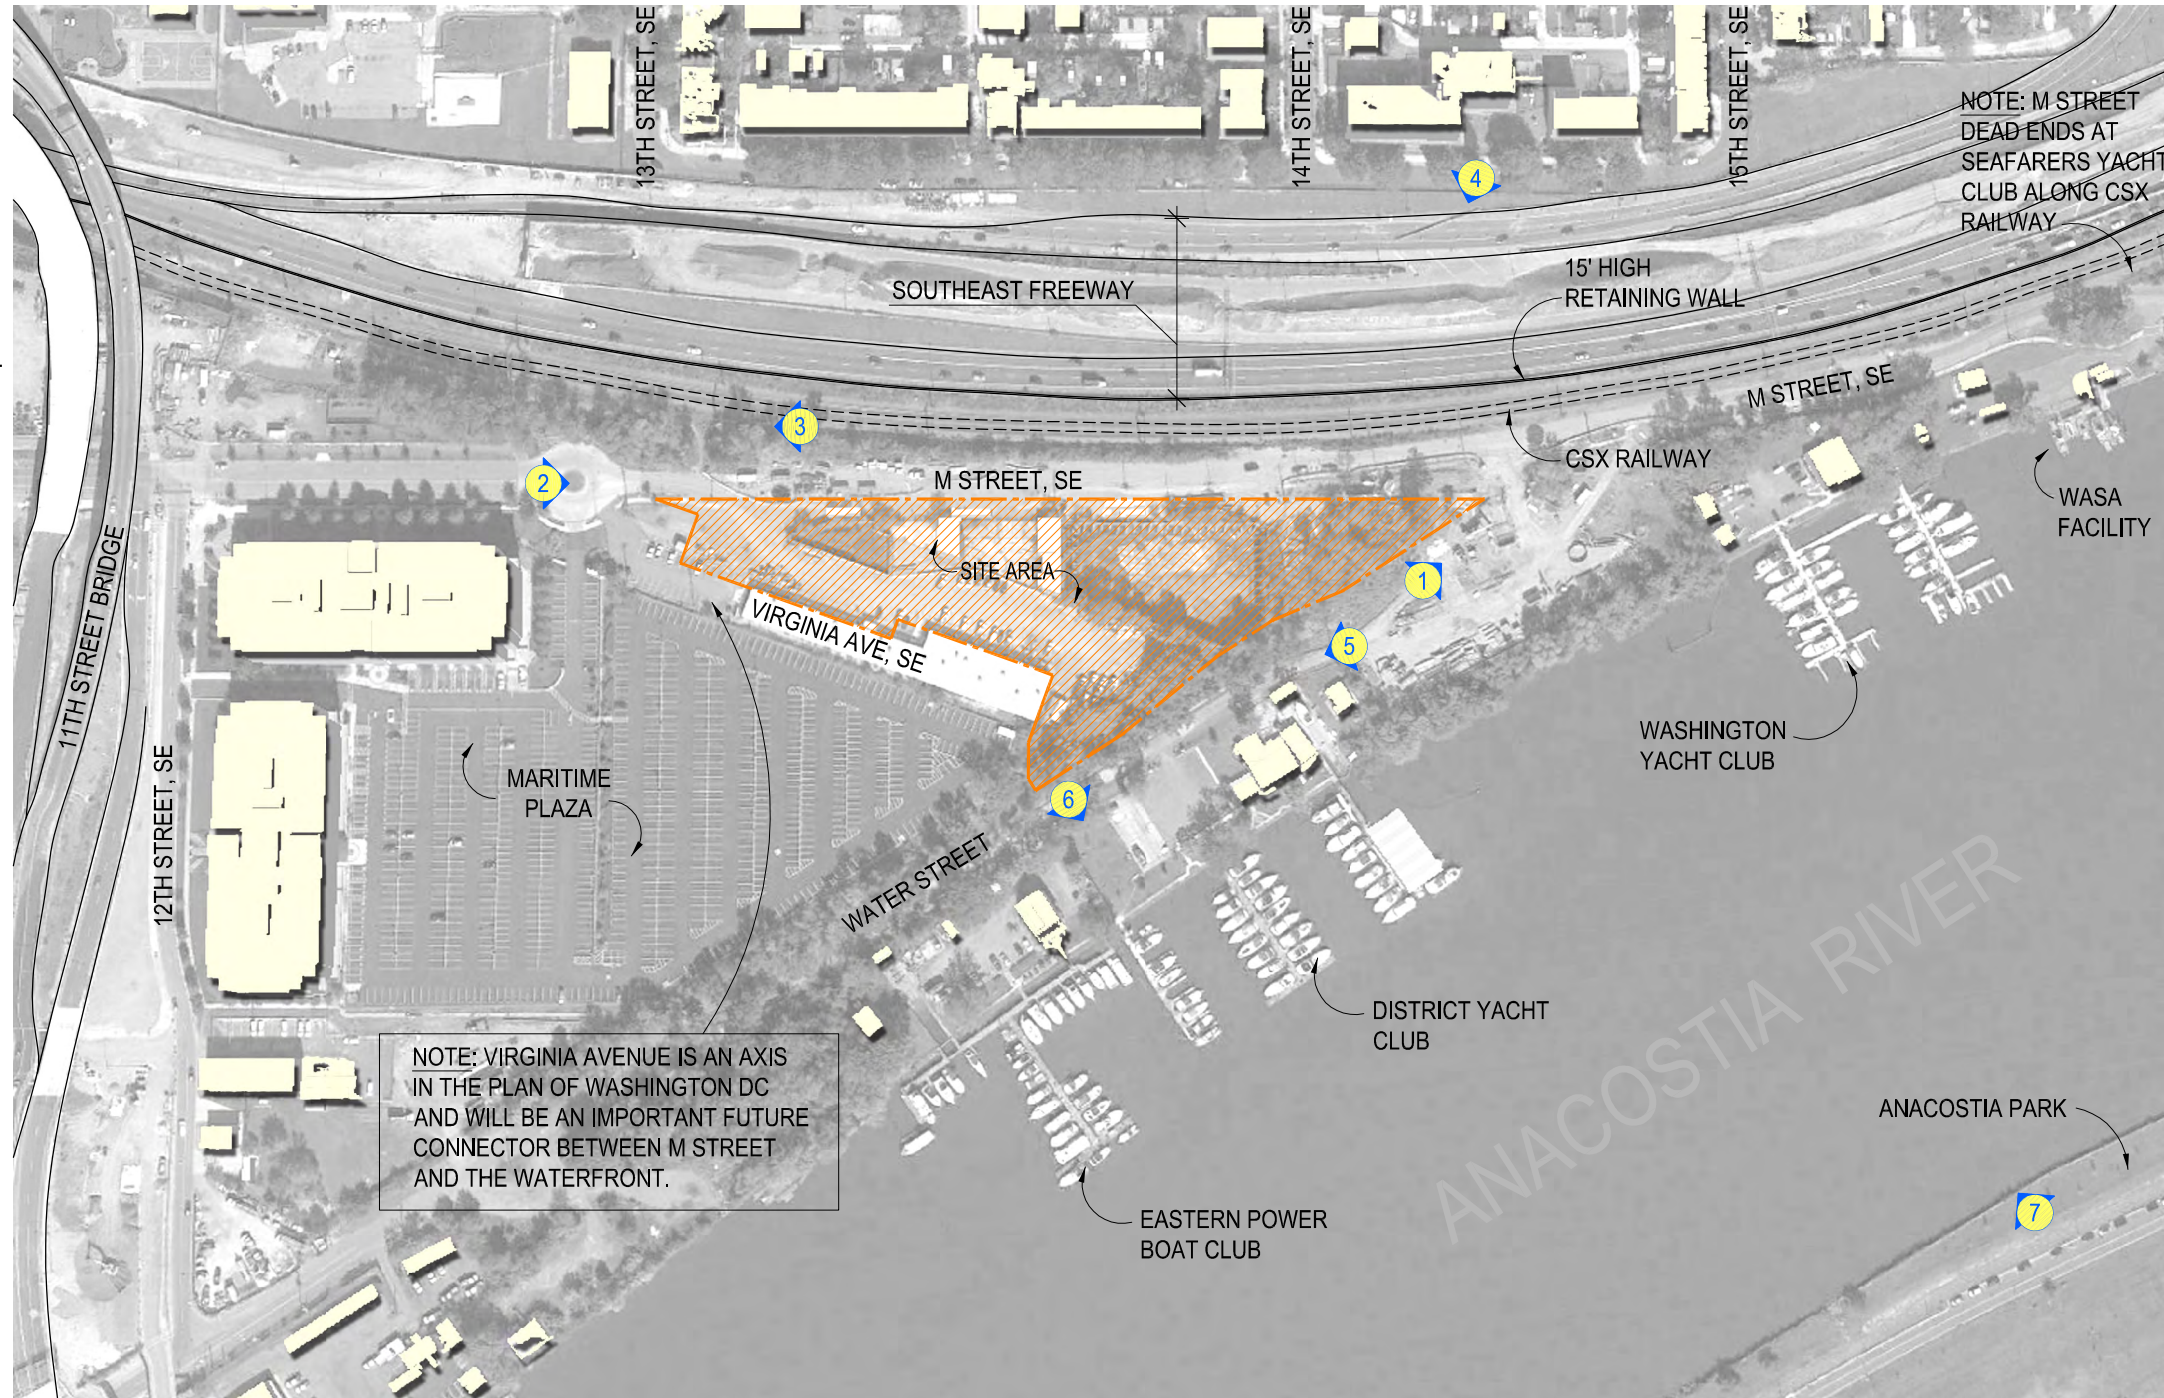 13TH STREET, SE
14TH STREET, SE
15TH STREET, SE
NOTE: M STREET
DEAD ENDS AT
SEAFARERS YACHT
CLUB ALONG CSX
RAILWAY
4
SOUTHEAST FREEWAY
15' HIGH
RETAINING WALL
M STREET, SE
3
CSX RAILWAY
2
M STREET, SE
WASA
FACILITY
SITE AREA
1
11TH STREET BRIDGE
VIRGINIA AVE, SE
5
WASHINGTON
YACHT CLUB
12TH STREET, SE
MARITIME
PLAZA
6
WATER STREET
DISTRICT YACHT
CLUB
ANACOSTIA RIVER
NOTE: VIRGINIA AVENUE IS AN AXIS
IN THE PLAN OF WASHINGTON DC
AND WILL BE AN IMPORTANT FUTURE
CONNECTOR BETWEEN M STREET
AND THE WATERFRONT.
ANACOSTIA PARK
7
EASTERN POWER
BOAT CLUB